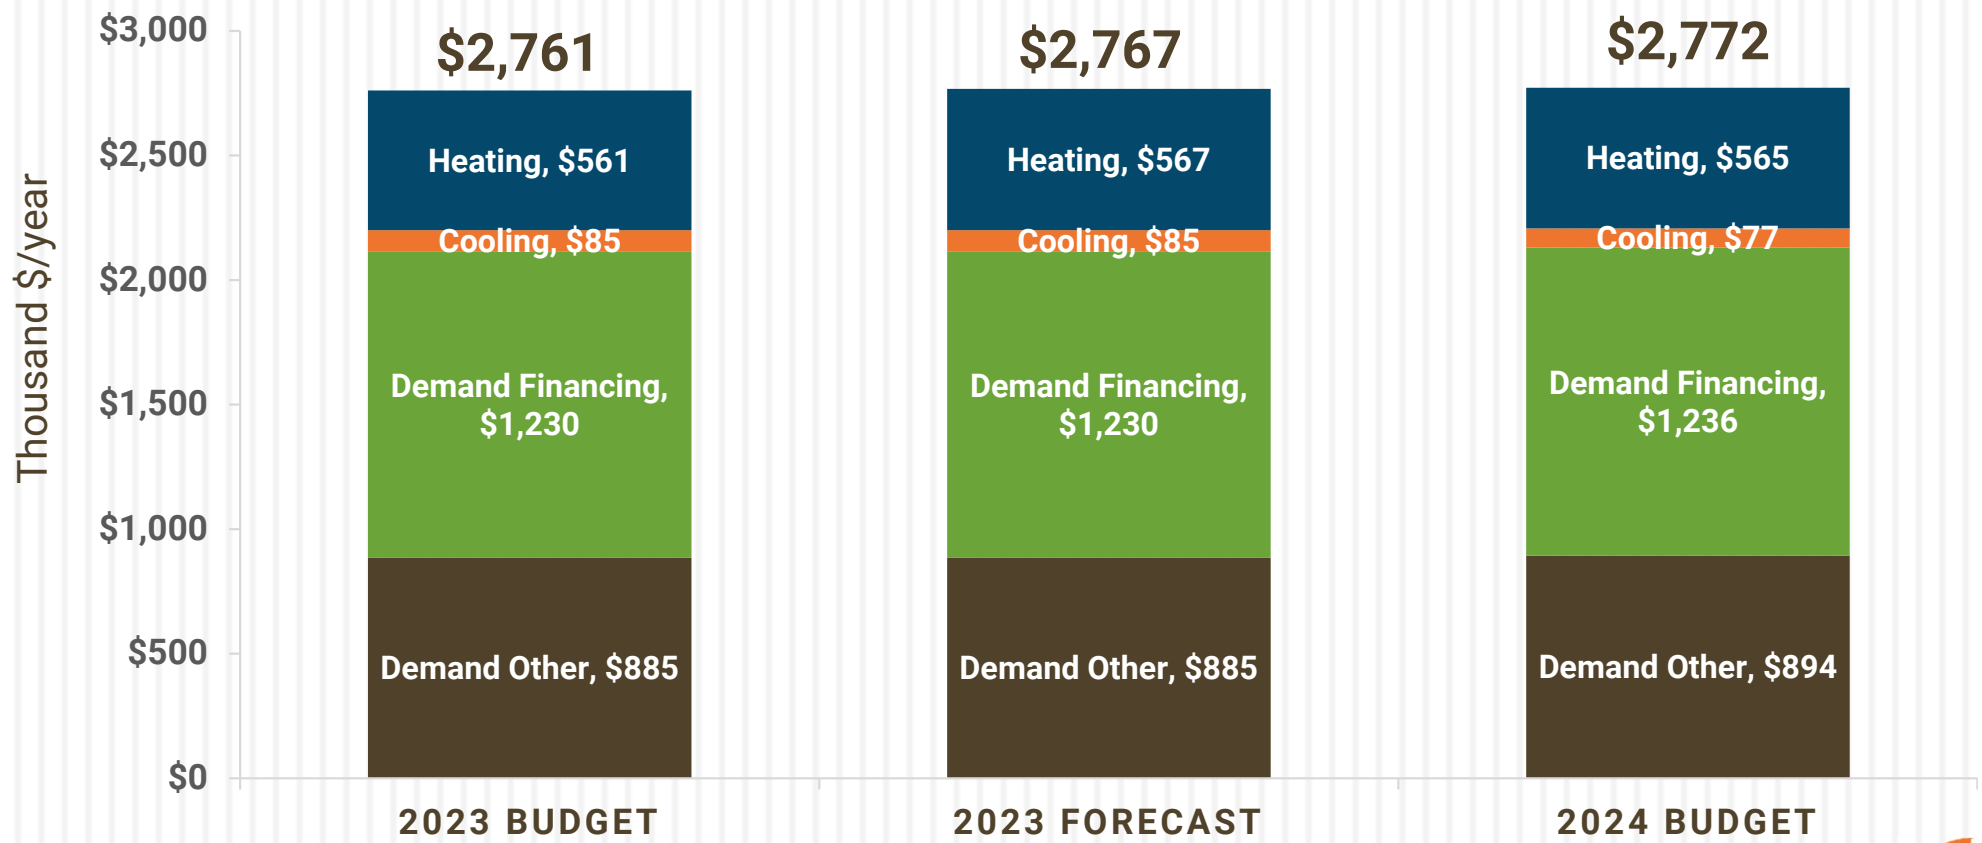 Thousand $/year
$3,000
$2,500
$2,000
$1,500
$1,000
$500
$0
$2,761
Heating, $561
Cooling, $85
Demand Financing,
$1,230
Demand Other, $885
2023 BUDGET
$2,767
Heating, $567
Cooling, $85
Demand Financing,
$1,230
Demand Other, $885
2023 FORECAST
$2,772
Heating, $565
Cooling, $77
Demand Financing,
$1,236
Demand Other, $894
2024 BUDGET